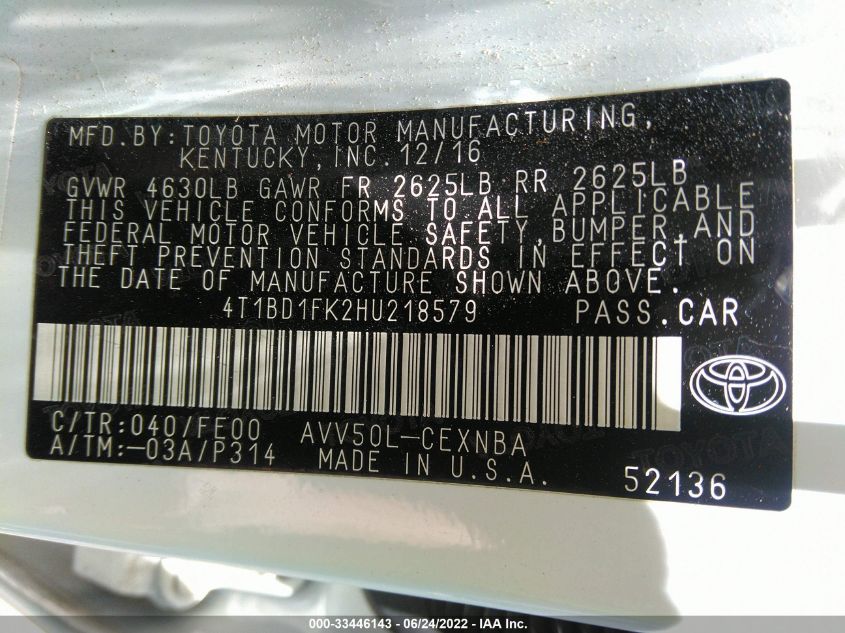 MFD. BY: TOYOTA MOTOR MANUFACTURING,
KENTUCKY, INC. 12/16
GVWR 4630LB GAWR FR 2625LB RR 2625LB
THIS VEHICLE CONFORMS TO ALL APPLICABLE
FEDERAL MOTOR VEHICLE SAFETY, BUMPER, AND
THEFT PREVENTION STANDARDS IN EFFECT ON
THE DATE OF MANUFACTURE SHOWN ABOVE.
4T1BD1FK2HU218579 PASS. CAR
C/TR: 040/FE00 AVV50L-CEXNBA
A/TM: -03A/P314 MADE IN U.S.A.
52136
000-33446143 - 06/24/2022 - IAA Inc.